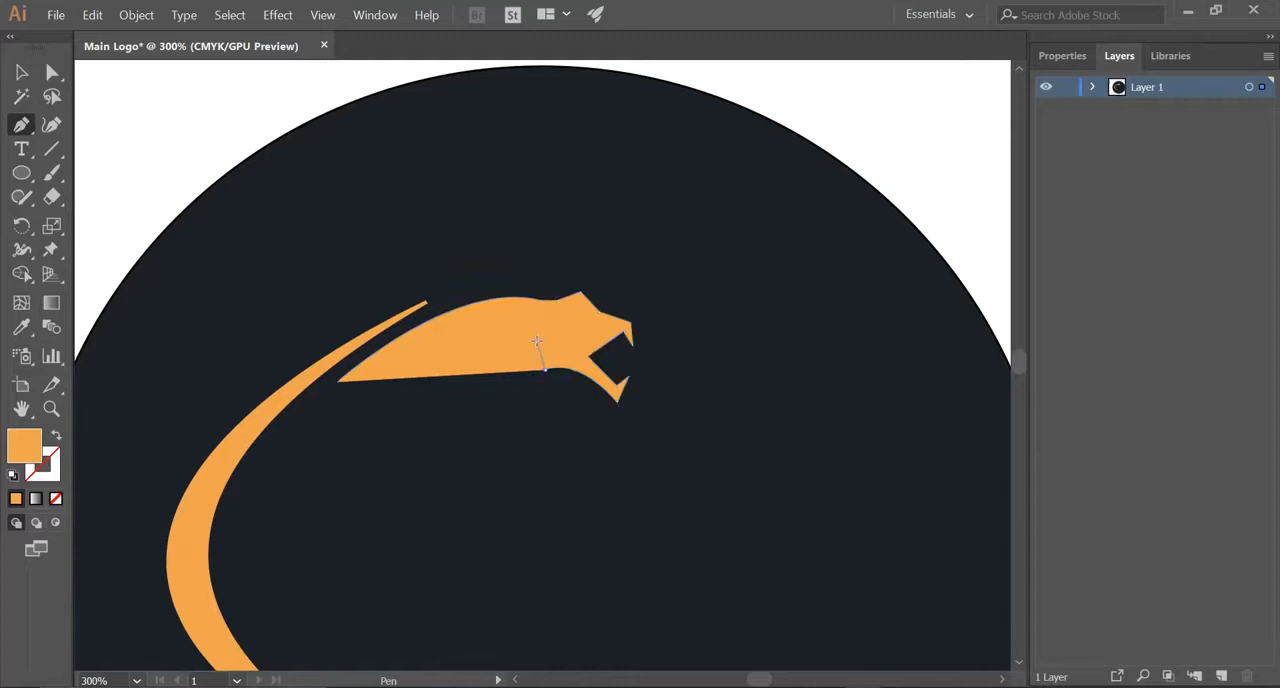 Ai File Edit Object Type Select Effect View Window Help Br St Essentials Search Adobe Stock
Main Logo* @ 300% (CMYK/GPU Preview)
Properties Layers Libraries
Layer 1
T
300% 1 Pen
1 Layer